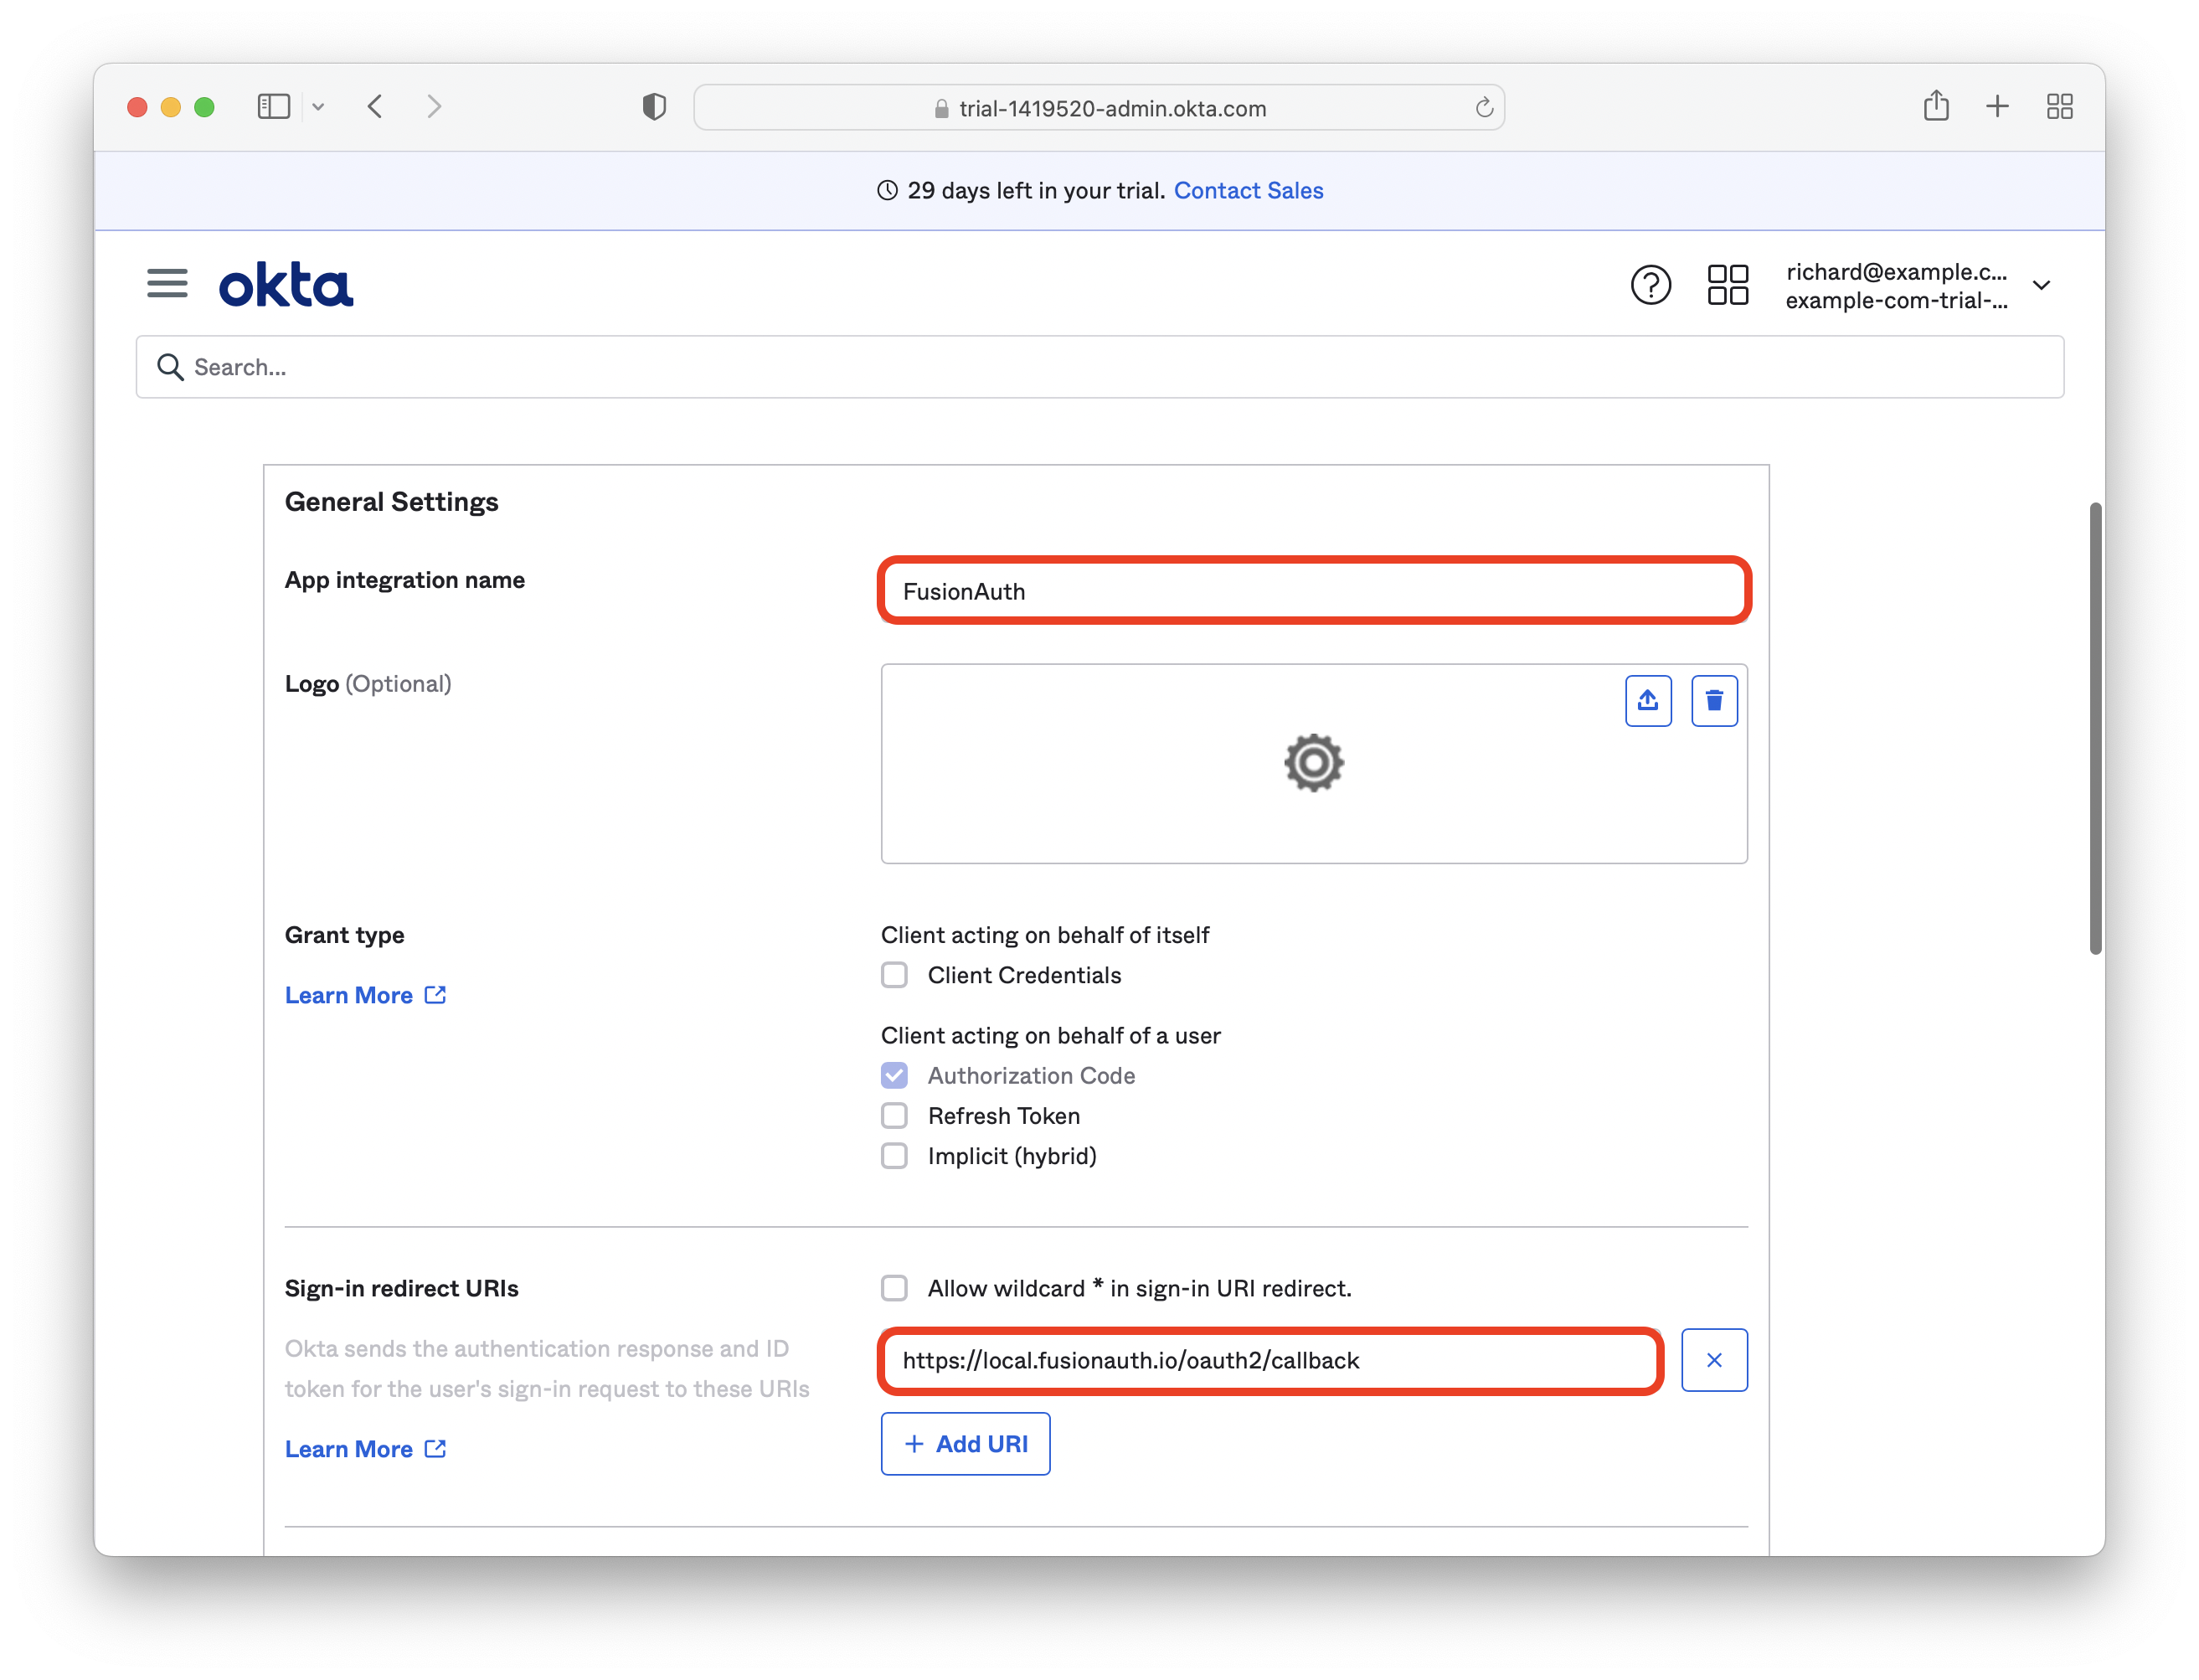 trial-1419520-admin.okta.com
29 days left in your trial. Contact Sales
okta
richard@example.c...
example-com-trial-...
Search...
General Settings
App integration name
FusionAuth
Logo (Optional)
Grant type
Client acting on behalf of itself
Client Credentials
Learn More
Client acting on behalf of a user
Authorization Code
Refresh Token
Implicit (hybrid)
Sign-in redirect URIs
Allow wildcard * in sign-in URI redirect.
Okta sends the authentication response and ID
token for the user's sign-in request to these URIs
https://local.fusionauth.io/oauth2/callback
Learn More
+ Add URI